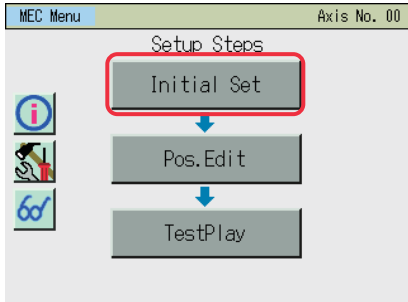 MEC Menu Axis No. 00
Setup Steps
Initial Set
Pos.Edit
TestPlay